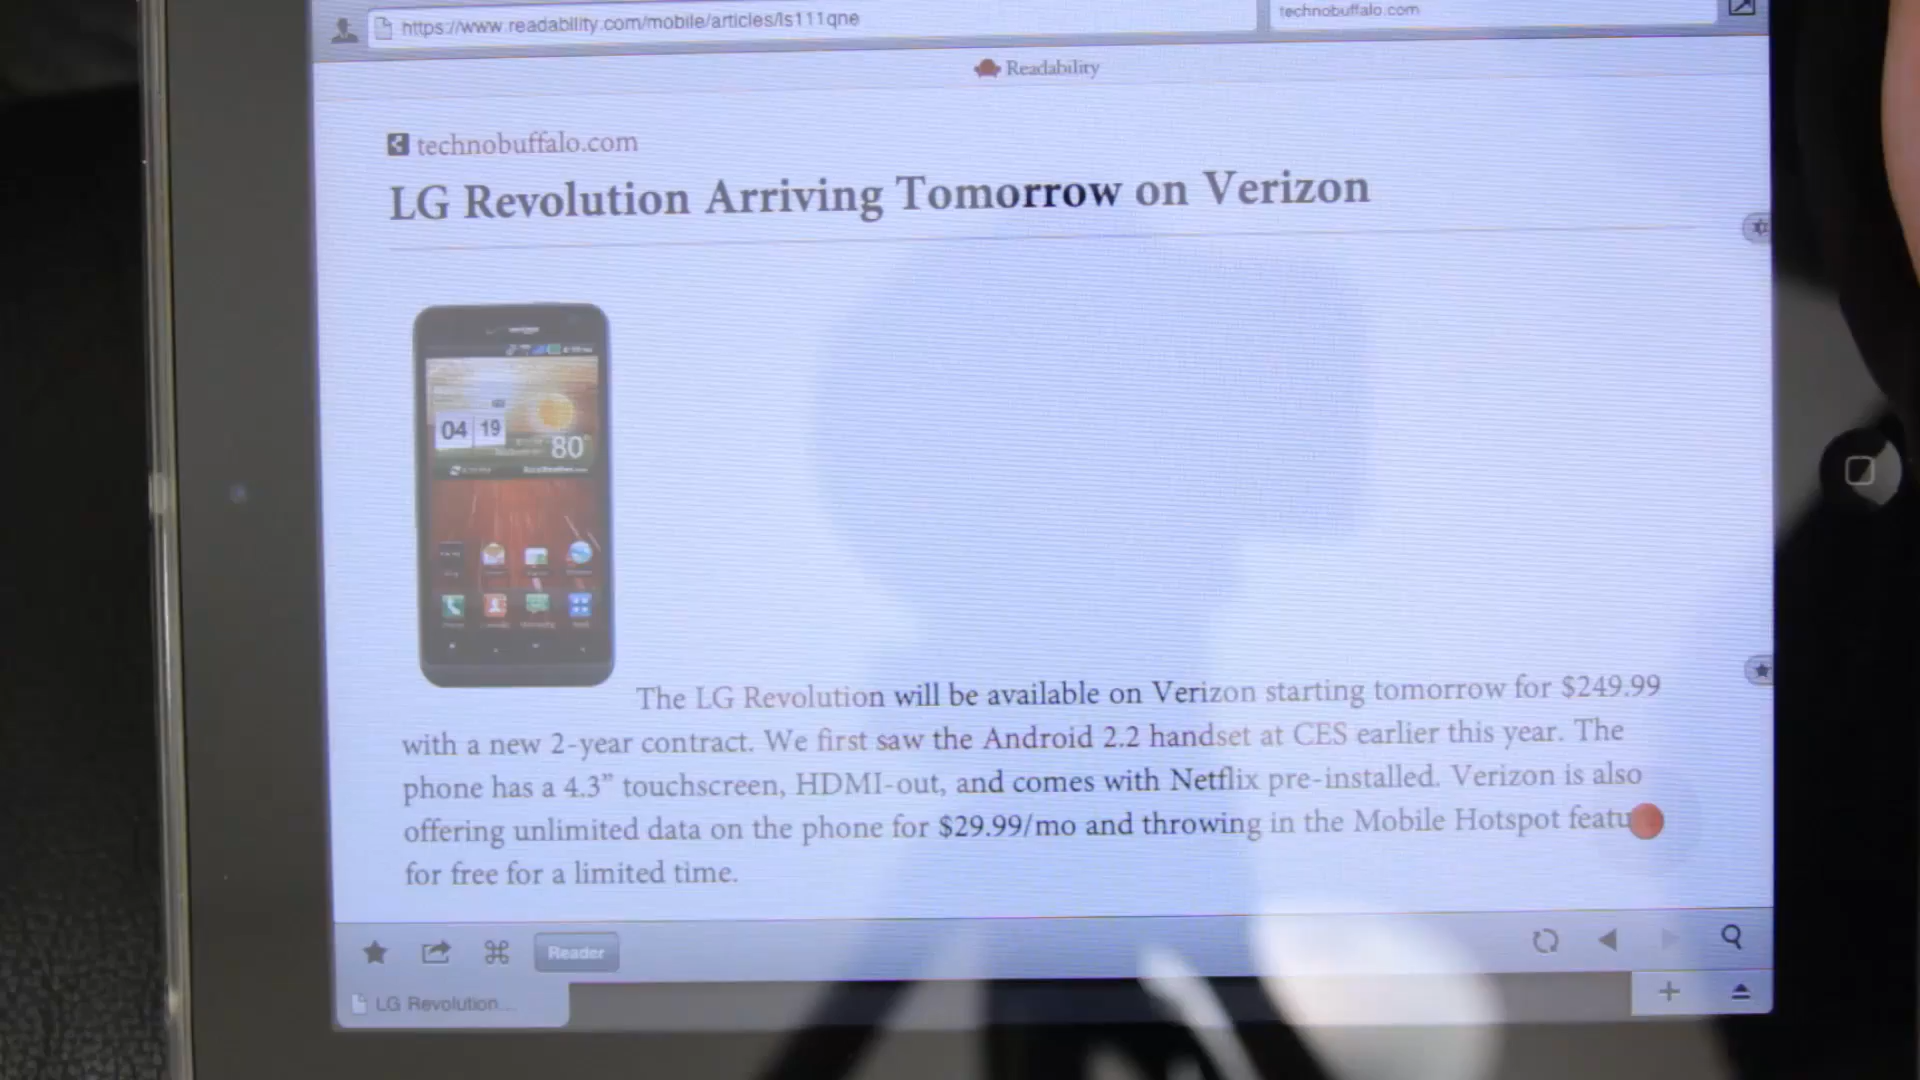 https://www.readability.com/mobile/articles/ls111qne
technobuffalo.com
Readability
technobuffalo.com
LG Revolution Arriving Tomorrow on Verizon
04 19
80°
The LG Revolution will be available on Verizon starting tomorrow for $249.99
with a new 2-year contract. We first saw the Android 2.2 handset at CES earlier this year. The
phone has a 4.3” touchscreen, HDMI-out, and comes with Netflix pre-installed. Verizon is also
offering unlimited data on the phone for $29.99/mo and throwing in the Mobile Hotspot featu
for free for a limited time.
Reader
LG Revolution...